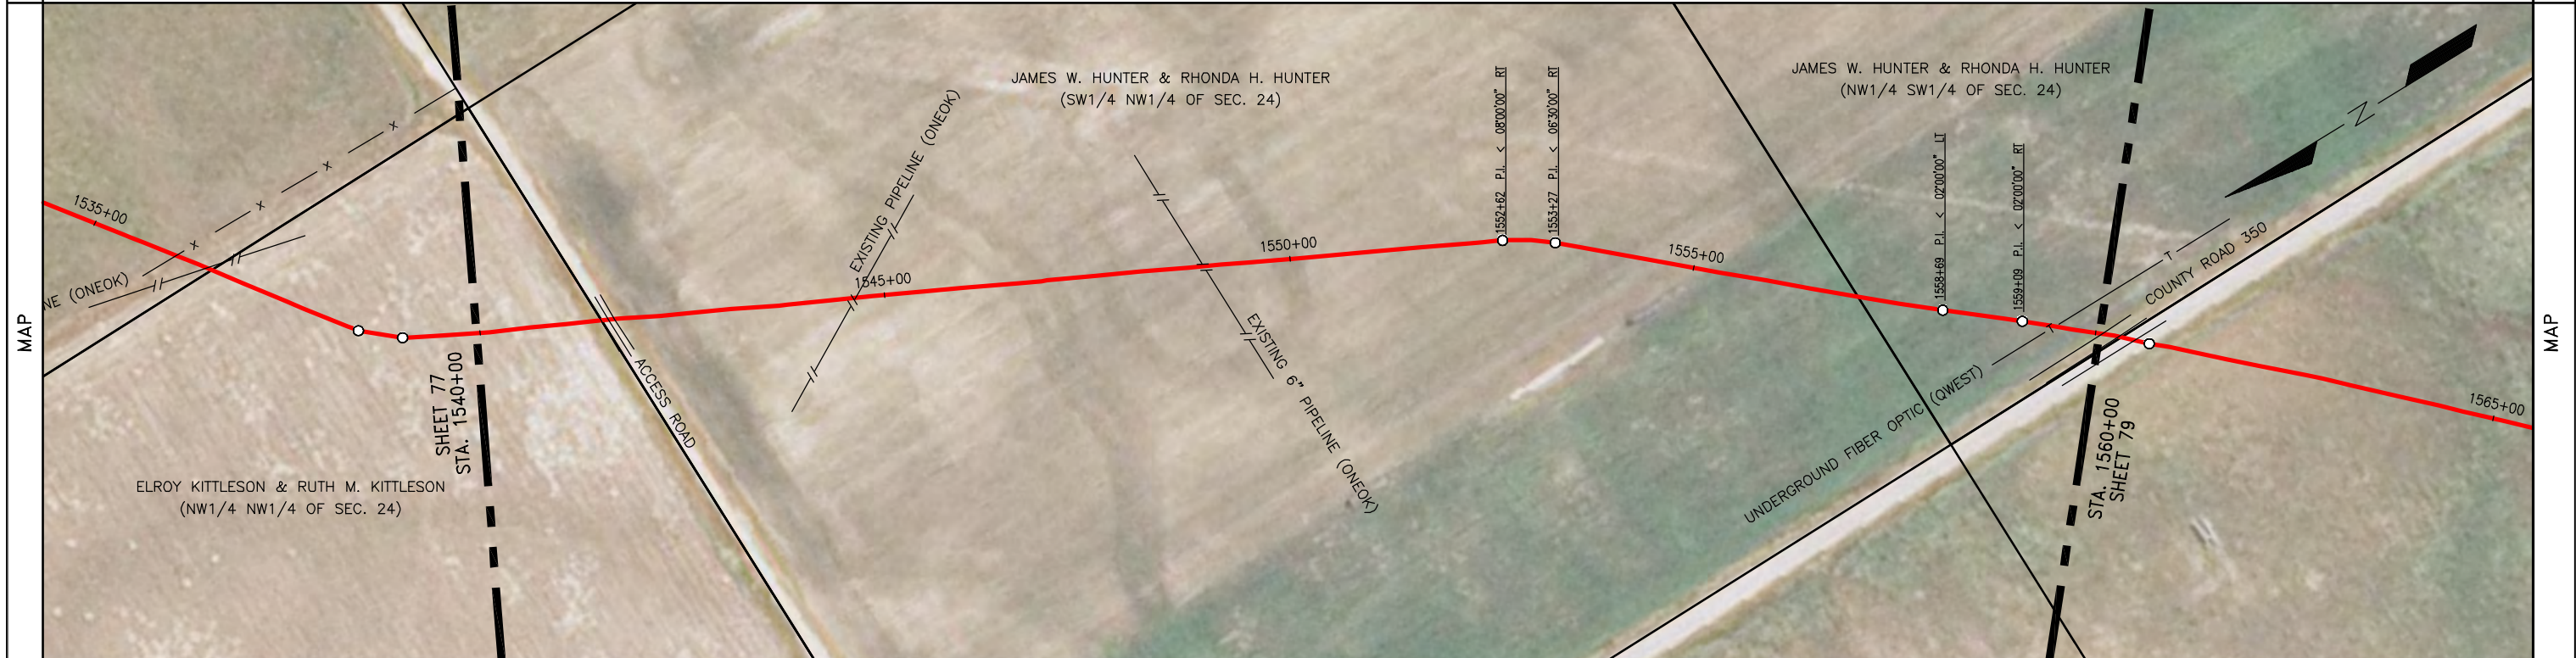 MAP
1535+00
NE (ONEOK)
x
x
x
x
SHEET 77
STA. 1540+00
ELROY KITTLESON & RUTH M. KITTLESON
(NW1/4 NW1/4 OF SEC. 24)
ACCESS ROAD
EXISTING PIPELINE (ONEOK)
1545+00
JAMES W. HUNTER & RHONDA H. HUNTER
(SW1/4 NW1/4 OF SEC. 24)
EXISTING 6" PIPELINE (ONEOK)
1550+00
1552+62 P.I. < 08°00'00" RT
1553+27 P.I. < 06°30'00" RT
1555+00
JAMES W. HUNTER & RHONDA H. HUNTER
(NW1/4 SW1/4 OF SEC. 24)
1558+69 P.I. < 02°00'00" LT
1559+09 P.I. < 02°00'00" RT
UNDERGROUND FIBER OPTIC (QWEST)
T
T
COUNTY ROAD 350
N
STA. 1560+00
SHEET 79
1565+00
MAP